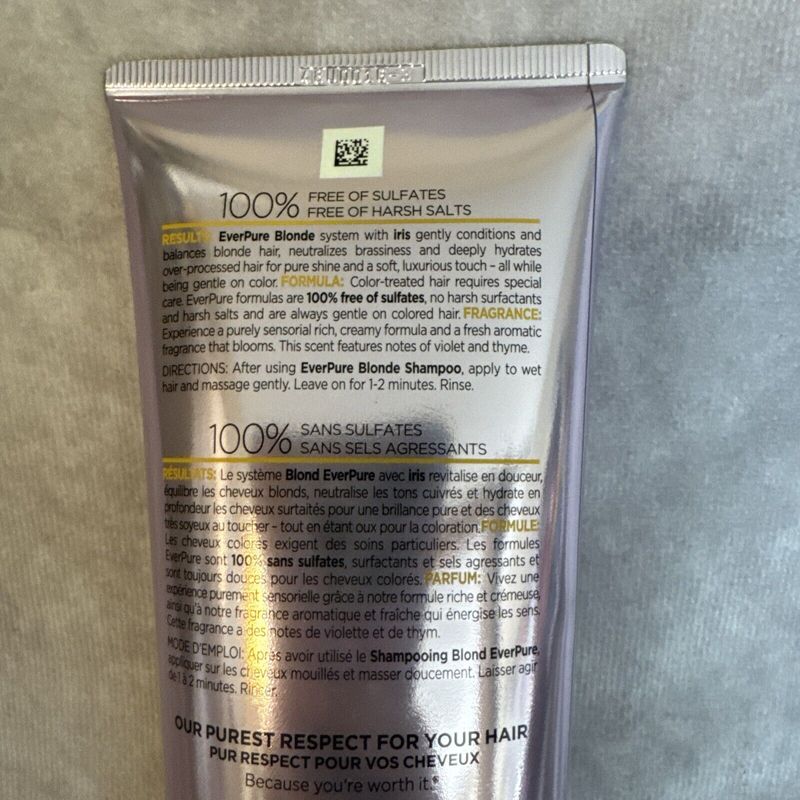 100% FREE OF SULFATES
FREE OF HARSH SALTS
RESULTS: EverPure Blonde system with iris gently conditions and
balances blonde hair, neutralizes brassiness and deeply hydrates
over-processed hair for pure shine and a soft, luxurious touch – all while
being gentle on color. FORMULA: Color-treated hair requires special
care. EverPure formulas are 100% free of sulfates, no harsh surfactants
and harsh salts and are always gentle on colored hair. FRAGRANCE:
Experience a purely sensorial rich, creamy formula and a fresh aromatic
fragrance that blooms. This scent features notes of violet and thyme.
DIRECTIONS: After using EverPure Blonde Shampoo, apply to wet
hair and massage gently. Leave on for 1-2 minutes. Rinse.
100% SANS SULFATES
SANS SELS AGRESSANTS
RÉSULTATS: Le système Blond EverPure avec iris revitalise en douceur,
équilibre les cheveux blonds, neutralise les tons cuivrés et hydrate en
profondeur les cheveux surtaités pour une brillance pure et des cheveux
très soyeux au toucher – tout en étant oux pour la coloration. FORMULE:
Les cheveux colorés exigent des soins particuliers. Les formules
EverPure sont 100% sans sulfates, surfactants et sels agressants et
sont toujours douces pour les cheveux colorés. PARFUM: Vivez une
expérience purement sensorielle grâce à notre formule riche et crémeuse,
ainsi qu'à notre fragrance aromatique et fraîche qui énergise les sens.
Cette fragrance a des notes de violette et de thym.
MODE D'EMPLOI: Après avoir utilisé le Shampooing Blond EverPure,
appliquer sur les cheveux mouillés et masser doucement. Laisser agir
de 1 à 2 minutes. Rincer.
OUR PUREST RESPECT FOR YOUR HAIR
PUR RESPECT POUR VOS CHEVEUX
Because you're worth it.®